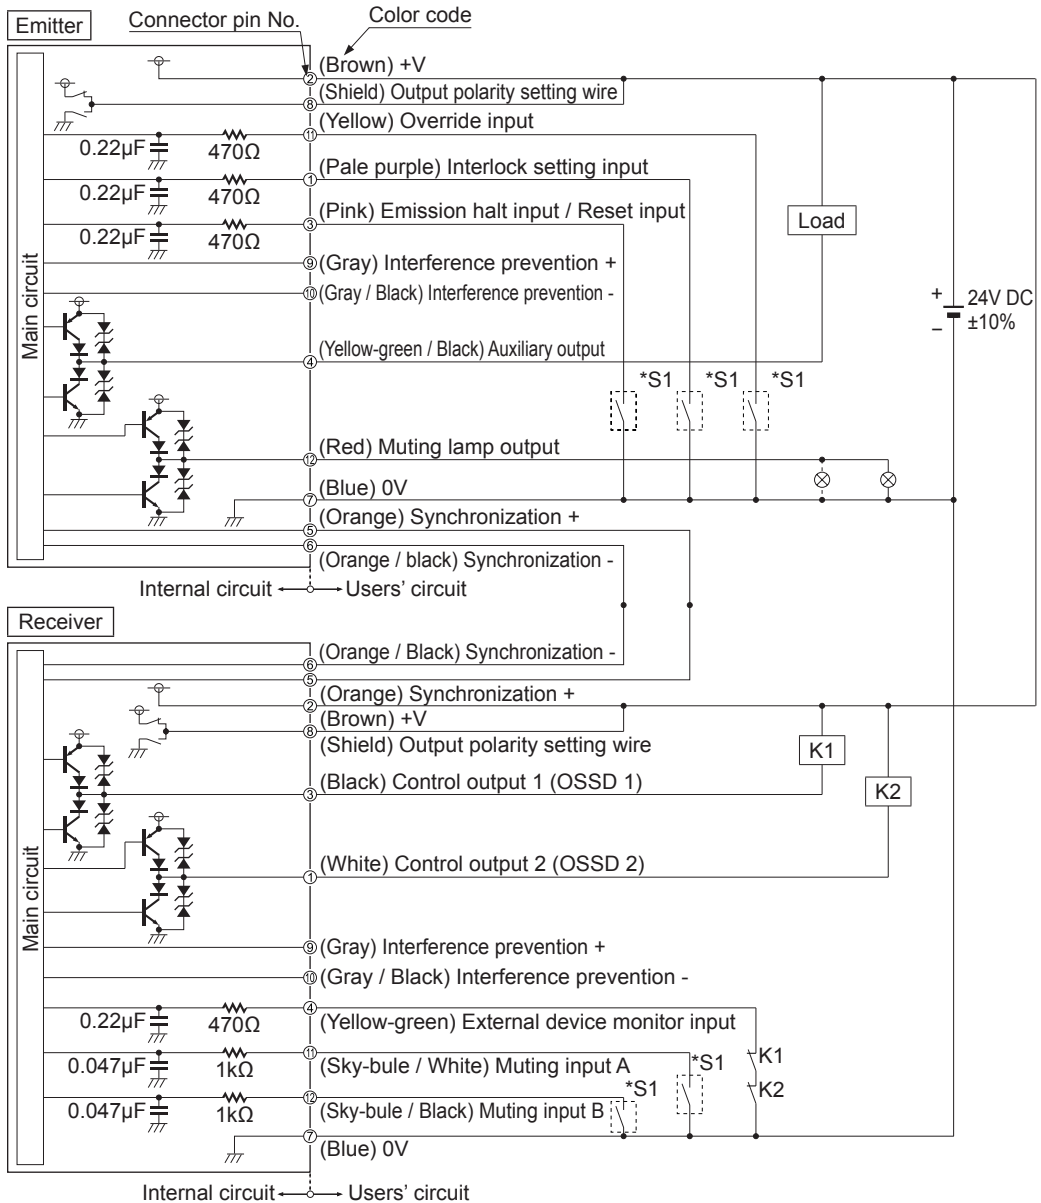 Emitter
Connector pin No.
Color code
(Brown) +V
2
(Shield) Output polarity setting wire
8
(Yellow) Override input
11
0.22µF
470Ω
(Pale purple) Interlock setting input
1
0.22µF
470Ω
(Pink) Emission halt input / Reset input
3
0.22µF
470Ω
Load
9
(Gray) Interference prevention +
10
(Gray / Black) Interference prevention -
Main circuit
+
24V DC
±10%
−
(Yellow-green / Black) Auxiliary output
4
*S1
*S1
*S1
(Red) Muting lamp output
12
(Blue) 0V
7
(Orange) Synchronization +
5
6
(Orange / black) Synchronization -
Internal circuit
Users' circuit
Receiver
(Orange / Black) Synchronization -
6
5
(Orange) Synchronization +
2
(Brown) +V
8
(Shield) Output polarity setting wire
K1
(Black) Control output 1 (OSSD 1)
3
K2
(White) Control output 2 (OSSD 2)
1
Main circuit
9
(Gray) Interference prevention +
10
(Gray / Black) Interference prevention -
4
0.22µF
470Ω
(Yellow-green) External device monitor input
11
0.047µF
1kΩ
(Sky-bule / White) Muting input A
*S1
K1
12
0.047µF
1kΩ
(Sky-bule / Black) Muting input B
*S1
K2
7
(Blue) 0V
Internal circuit
Users' circuit